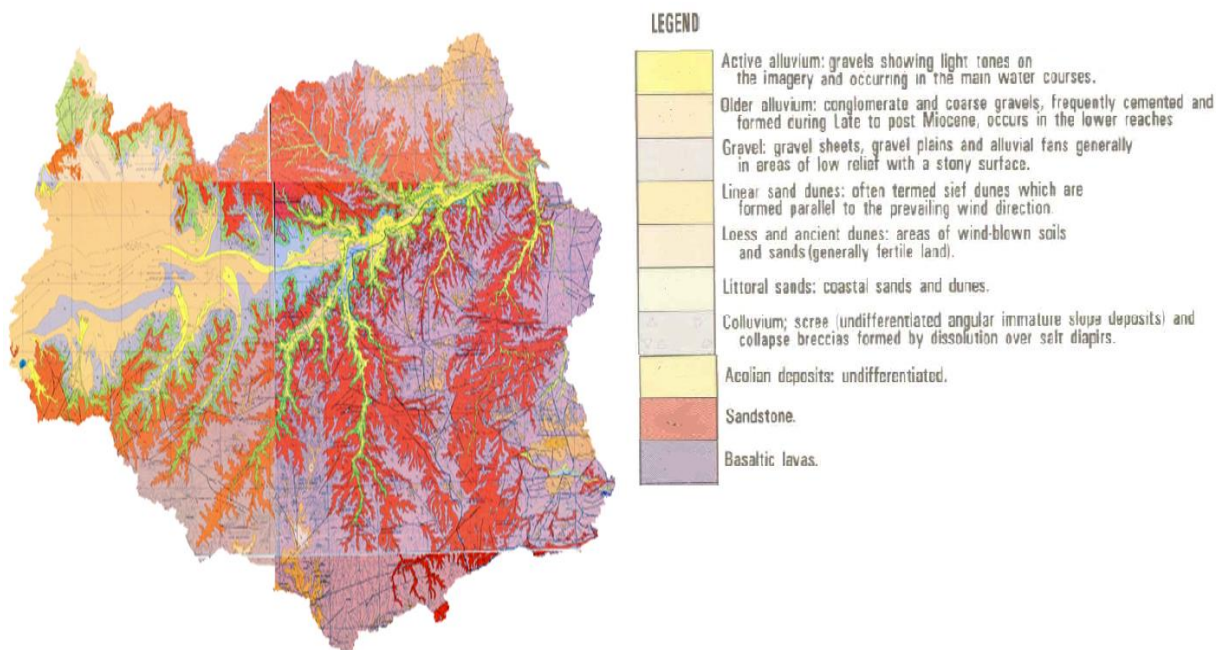 LEGEND
Active alluvium: gravels showing light tones on
the imagery and occurring in the main water courses.
Older alluvium: conglomerate and coarse gravels, frequently cemented and
formed during Late to post Miocene, occurs in the lower reaches
Gravel: gravel sheets, gravel plains and alluvial fans generally
in areas of low relief with a stony surface.
Linear sand dunes: often termed sief dunes which are
formed parallel to the prevailing wind direction.
Loess and ancient dunes: areas of wind-blown soils
and sands (generally fertile land).
Littoral sands: coastal sands and dunes.
Colluvium; scree (undifferentiated angular immature slope deposits) and
collapse breccias formed by dissolution over salt diapirs.
Aeolian deposits: undifferentiated.
Sandstone.
Basaltic lavas.